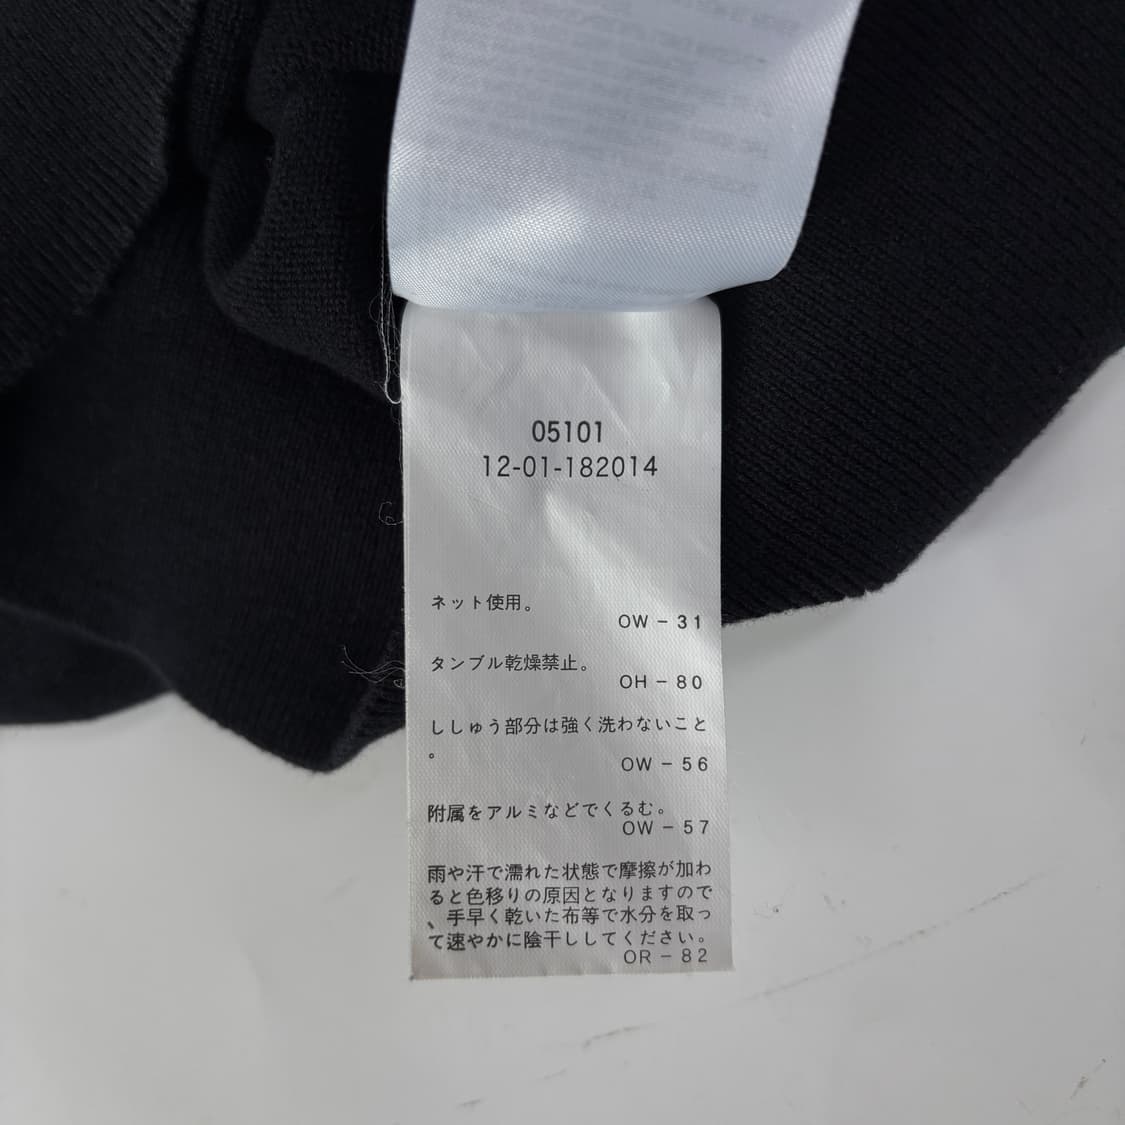 05101
12-01-182014
ネット使用。
OW-31
タンブル乾燥禁止。
OH-80
ししゅう部分は強く洗わないこと
。
OW-56
附属をアルミなどでくるむ。
OW-57
雨や汗で濡れた状態で摩擦が加わ
ると色移りの原因となりますので
、手早く乾いた布等で水分を取っ
て速やかに陰干ししてください。
OR-82